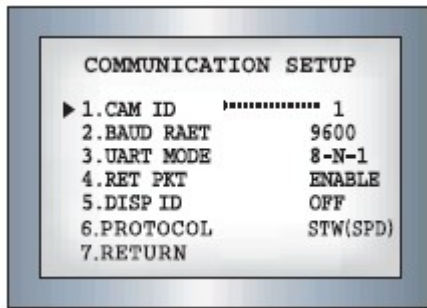 COMMUNICATION SETUP
1.CAM ID 1
2.BAUD RAET 9600
3.UART MODE 8-N-1
4.RET PKT ENABLE
5.DISP ID OFF
6.PROTOCOL STW(SPD)
7.RETURN